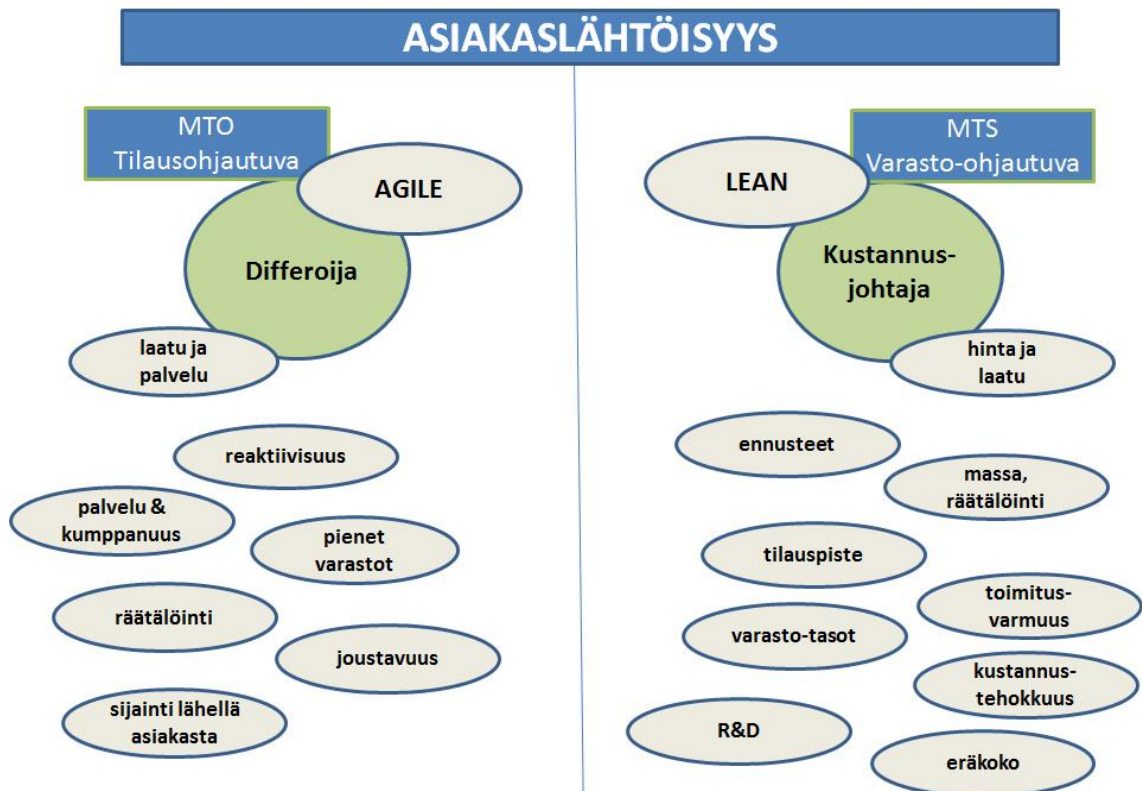 ASIAKASLÄHTÖISYYS
MTO
Tilausohjautuva
AGILE
Differoija
laatu ja
palvelu
reaktiivisuus
palvelu &
kumppanuus
pienet
varastot
räätälöinti
joustavuus
sijainti lähellä
asiakasta
MTS
Varasto-ohjautuva
LEAN
Kustannus-
johtaja
hinta ja
laatu
ennusteet
massa,
räätälöinti
tilauspiste
toimitus-
varmuus
varasto-tasot
kustannus-
tehokkuus
R&D
eräkoko